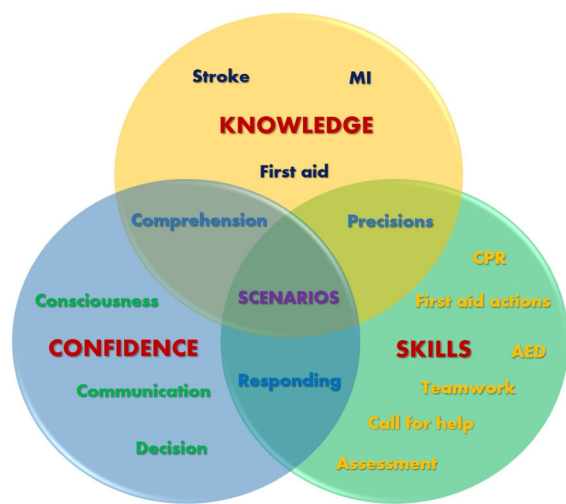 Stroke
MI
KNOWLEDGE
First aid
Comprehension
Precisions
CPR
Consciousness
SCENARIOS
First aid actions
CONFIDENCE
SKILLS
AED
Communication
Responding
Teamwork
Call for help
Decision
Assessment